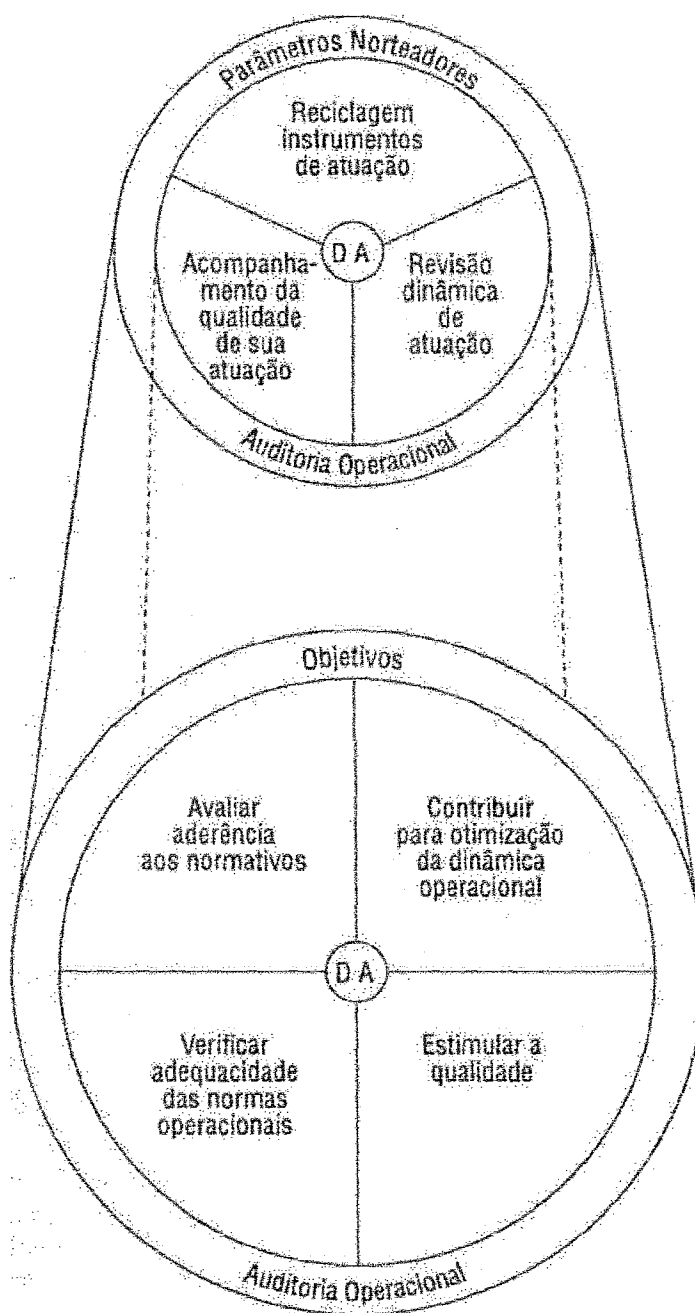 Parâmetros Norteadores
Reciclagem
instrumentos
de atuação
D A
Acompanha-
mento da
qualidade
de sua
atuação
Revisão
dinâmica
de
atuação
Auditoria Operacional
Objetivos
Avaliar
aderência
aos normativos
Contribuir
para otimização
da dinâmica
operacional
D A
Verificar
adequacidade
das normas
operacionais
Estimular a
qualidade
Auditoria Operacional